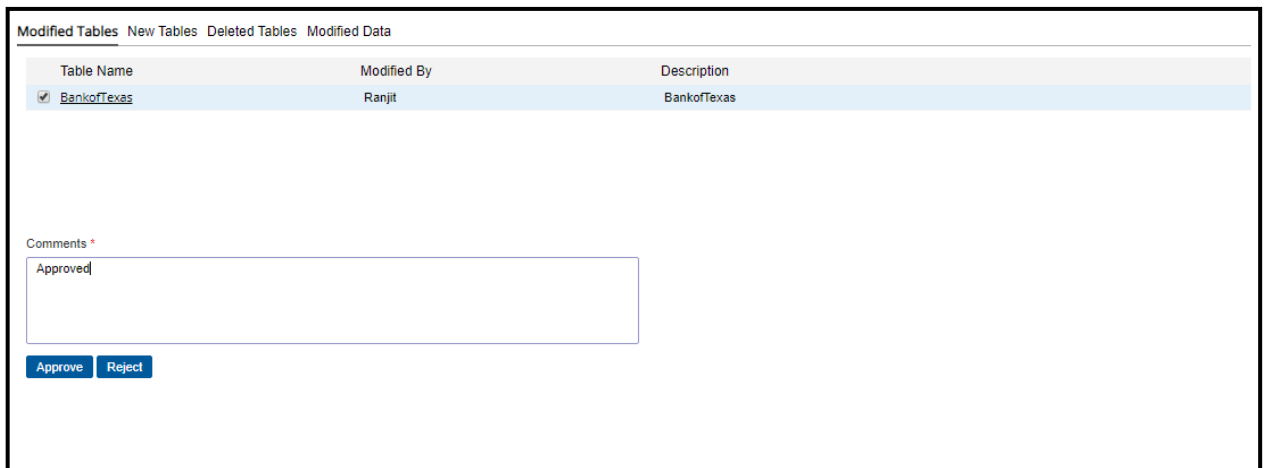 Modified Tables New Tables Deleted Tables Modified Data
Table Name Modified By Description
BankofTexas Ranjit BankofTexas
Comments *
Approved
Approve Reject